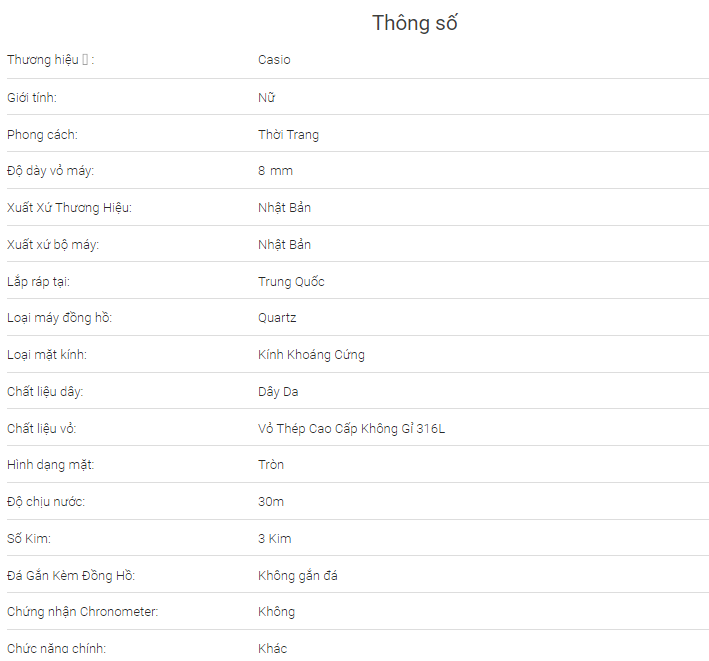 Thông số
Thương hiệu ▯ : Casio
Giới tính: Nữ
Phong cách: Thời Trang
Độ dày vỏ máy: 8 mm
Xuất Xứ Thương Hiệu: Nhật Bản
Xuất xứ bộ máy: Nhật Bản
Lắp ráp tại: Trung Quốc
Loại máy đồng hồ: Quartz
Loại mặt kính: Kính Khoáng Cứng
Chất liệu dây: Dây Da
Chất liệu vỏ: Vỏ Thép Cao Cấp Không Gỉ 316L
Hình dạng mặt: Tròn
Độ chịu nước: 30m
Số Kim: 3 Kim
Đá Gắn Kèm Đồng Hồ: Không gắn đá
Chứng nhận Chronometer: Không
Chức năng chính: Khác